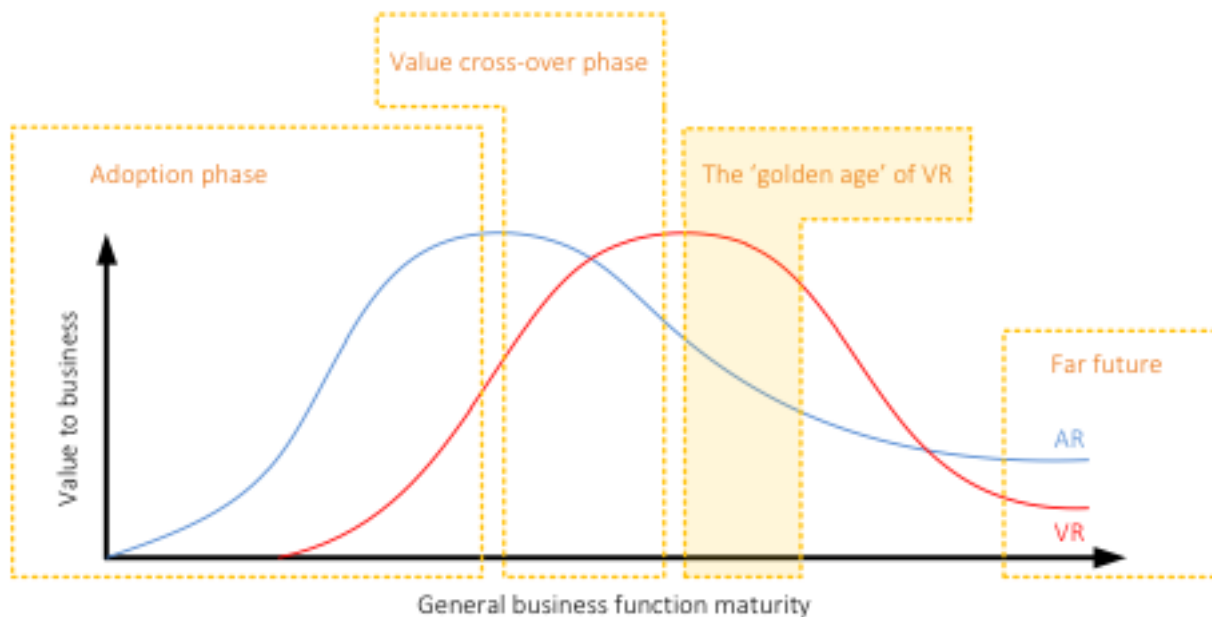 Value cross-over phase
Adoption phase
The ‘golden age’ of VR
Value to business
Far future
AR
VR
General business function maturity